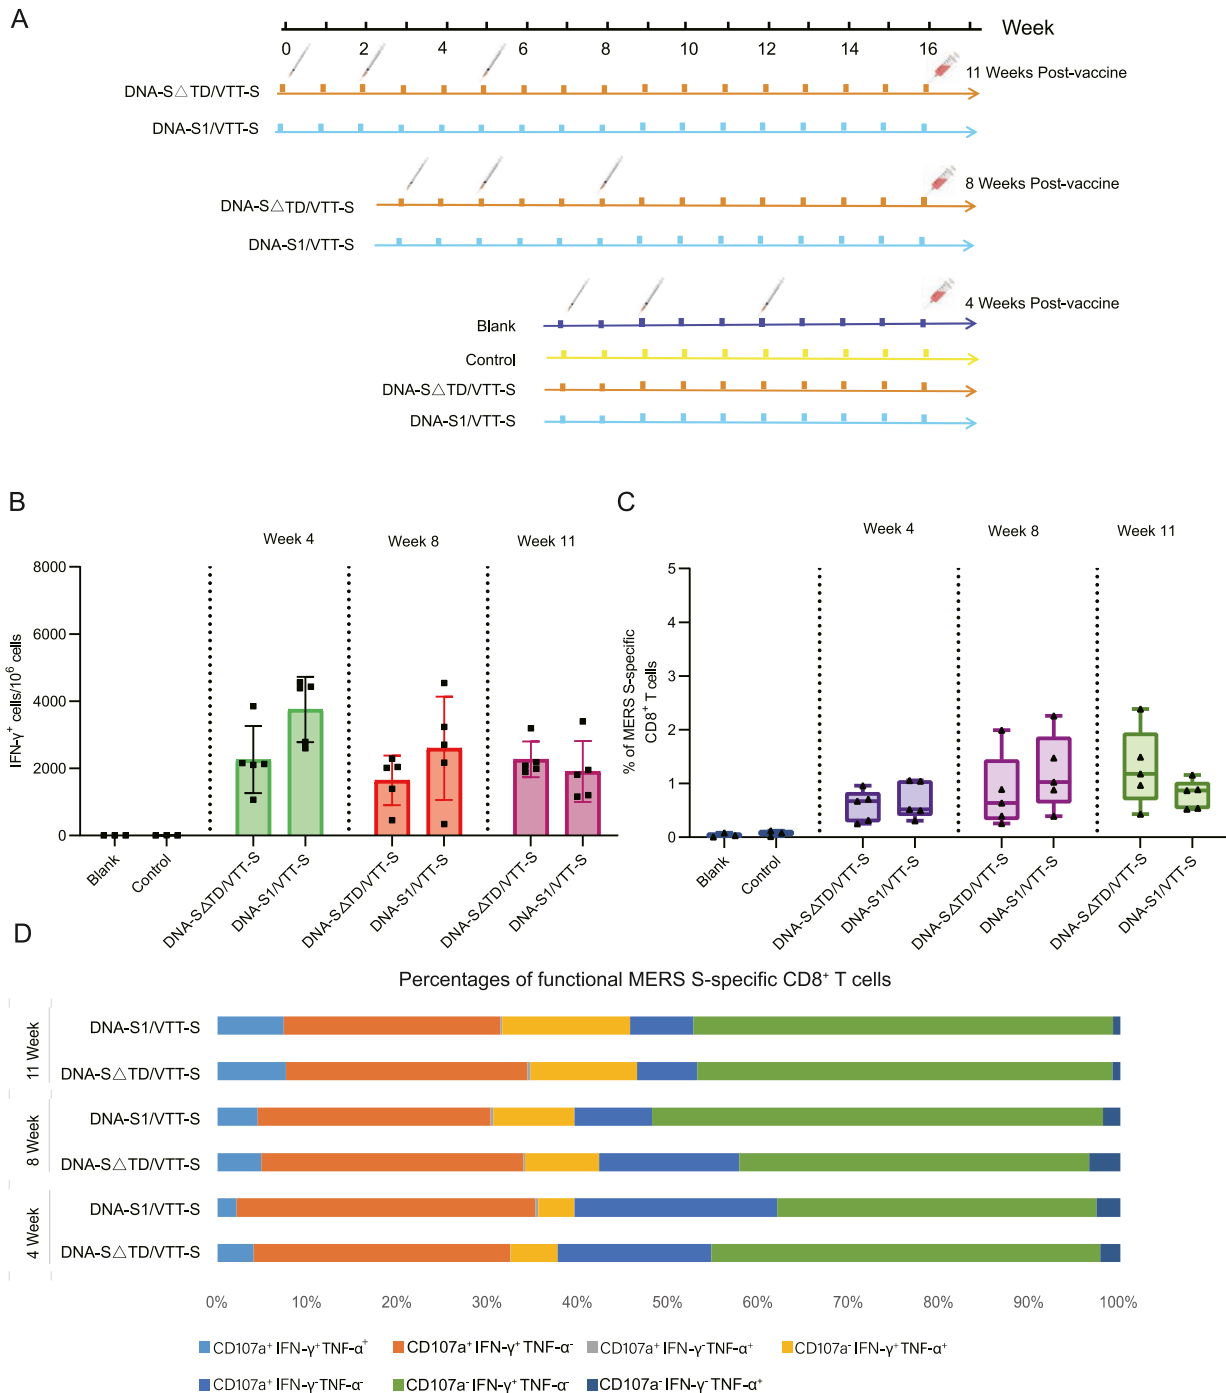 A
Week
0 2 4 6 8 10 12 14 16
11 Weeks Post-vaccine
DNA-S△TD/VTT-S
DNA-S1/VTT-S
8 Weeks Post-vaccine
DNA-S△TD/VTT-S
DNA-S1/VTT-S
4 Weeks Post-vaccine
Blank
Control
DNA-S△TD/VTT-S
DNA-S1/VTT-S
B
Week 4 Week 8 Week 11
IFN-γ⁺ cells/10⁶ cells
8000
6000
4000
2000
0
Blank
Control
DNA-SΔTD/VTT-S
DNA-S1/VTT-S
DNA-SΔTD/VTT-S
DNA-S1/VTT-S
DNA-SΔTD/VTT-S
DNA-S1/VTT-S
C
Week 4 Week 8 Week 11
% of MERS S-specific
CD8⁺ T cells
5
4
3
2
1
0
Blank
Control
DNA-SΔTD/VTT-S
DNA-S1/VTT-S
DNA-SΔTD/VTT-S
DNA-S1/VTT-S
DNA-SΔTD/VTT-S
DNA-S1/VTT-S
D
Percentages of functional MERS S-specific CD8⁺ T cells
11 Week
DNA-S1/VTT-S
DNA-S△TD/VTT-S
8 Week
DNA-S1/VTT-S
DNA-S△TD/VTT-S
4 Week
DNA-S1/VTT-S
DNA-S△TD/VTT-S
0% 10% 20% 30% 40% 50% 60% 70% 80% 90% 100%
CD107a⁺ IFN-γ⁺ TNF-α⁺ CD107a⁺ IFN-γ⁺ TNF-α⁻ CD107a⁺ IFN-γ⁻ TNF-α⁺ CD107a⁻ IFN-γ⁺ TNF-α⁺
CD107a⁺ IFN-γ⁻ TNF-α⁻ CD107a⁻ IFN-γ⁺ TNF-α⁻ CD107a⁻ IFN-γ⁻ TNF-α⁺